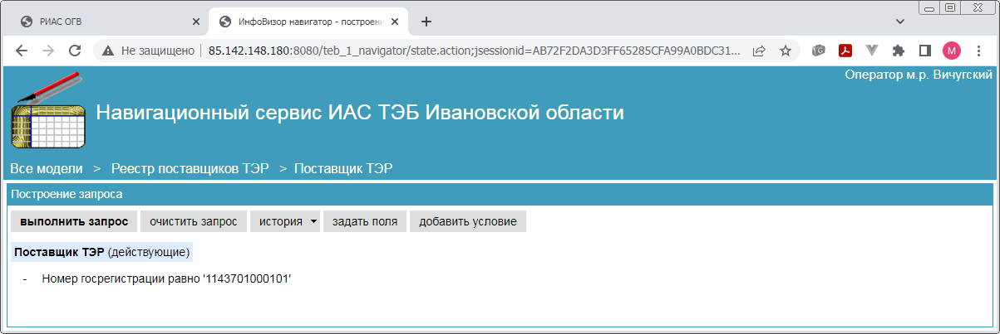 РИАС ОГВ
ИнфоВизор навигатор - построени
Не защищено 85.142.148.180:8080/teb_1_navigator/state.action;jsessionid=AB72F2DA3D3FF65285CFA99A0BDC31... M
Оператор м.р. Вичугский
Навигационный сервис ИАС ТЭБ Ивановской области
Все модели > Реестр поставщиков ТЭР > Поставщик ТЭР
Построение запроса
выполнить запрос очистить запрос история задать поля добавить условие
Поставщик ТЭР (действующие)
- Номер госрегистрации равно '1143701000101'